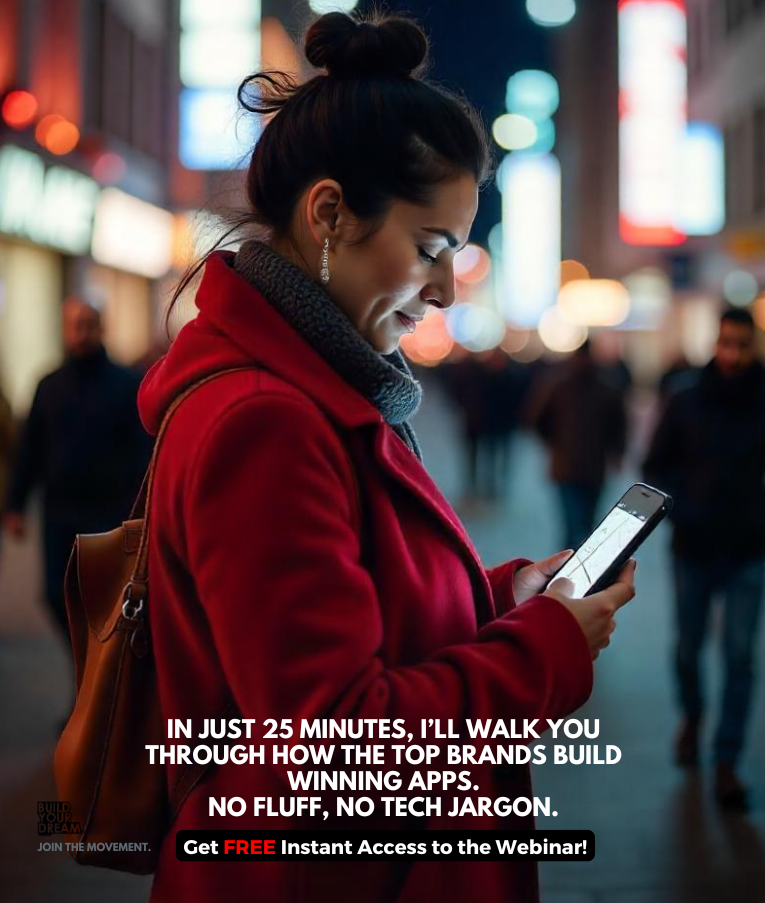 IN JUST 25 MINUTES, I’LL WALK YOU
THROUGH HOW THE TOP BRANDS BUILD
WINNING APPS.
NO FLUFF, NO TECH JARGON.
BUILD
YOUR
DREAM
JOIN THE MOVEMENT.
Get FREE Instant Access to the Webinar!